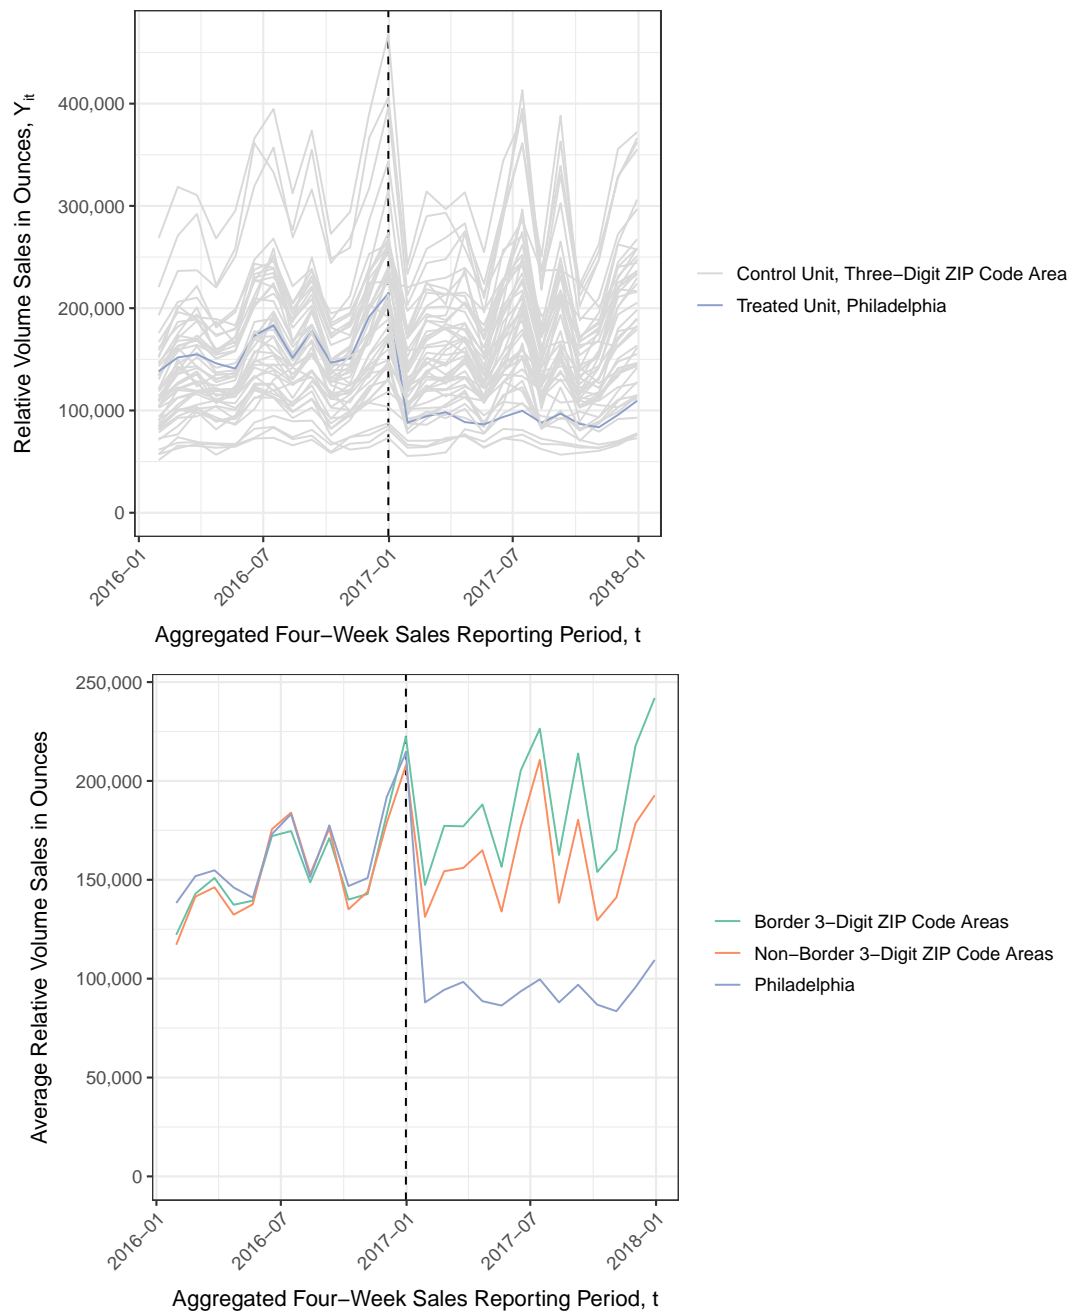 Relative Volume Sales in Ounces, Yit
400,000
300,000
200,000
100,000
0
2016−01
2016−07
2017−01
2017−07
2018−01
Aggregated Four−Week Sales Reporting Period, t
Control Unit, Three−Digit ZIP Code Area
Treated Unit, Philadelphia
Average Relative Volume Sales in Ounces
250,000
200,000
150,000
100,000
50,000
0
2016−01
2016−07
2017−01
2017−07
2018−01
Aggregated Four−Week Sales Reporting Period, t
Border 3−Digit ZIP Code Areas
Non−Border 3−Digit ZIP Code Areas
Philadelphia